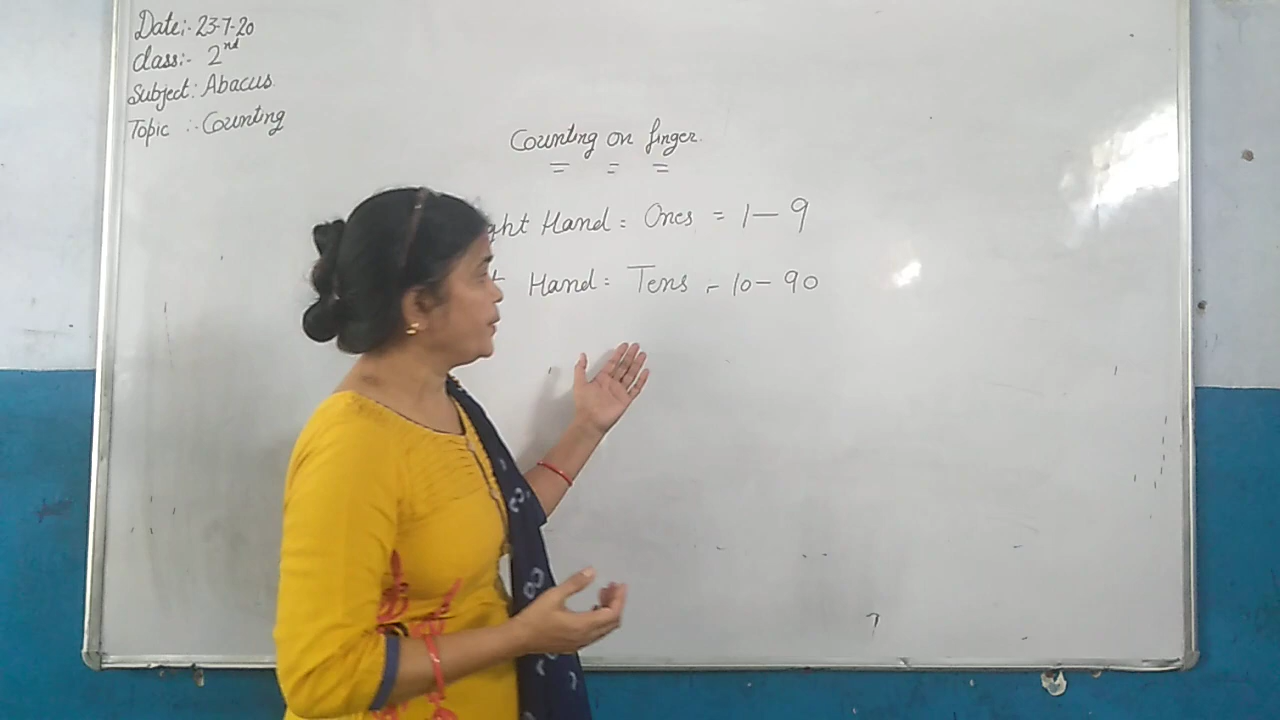 Date:- 23-7-20
Class:- 2nd
Subject: Abacus
Topic :- Counting
Counting on finger.
ght Hand = Ones = 1 — 9
t Hand = Tens = 10 — 90